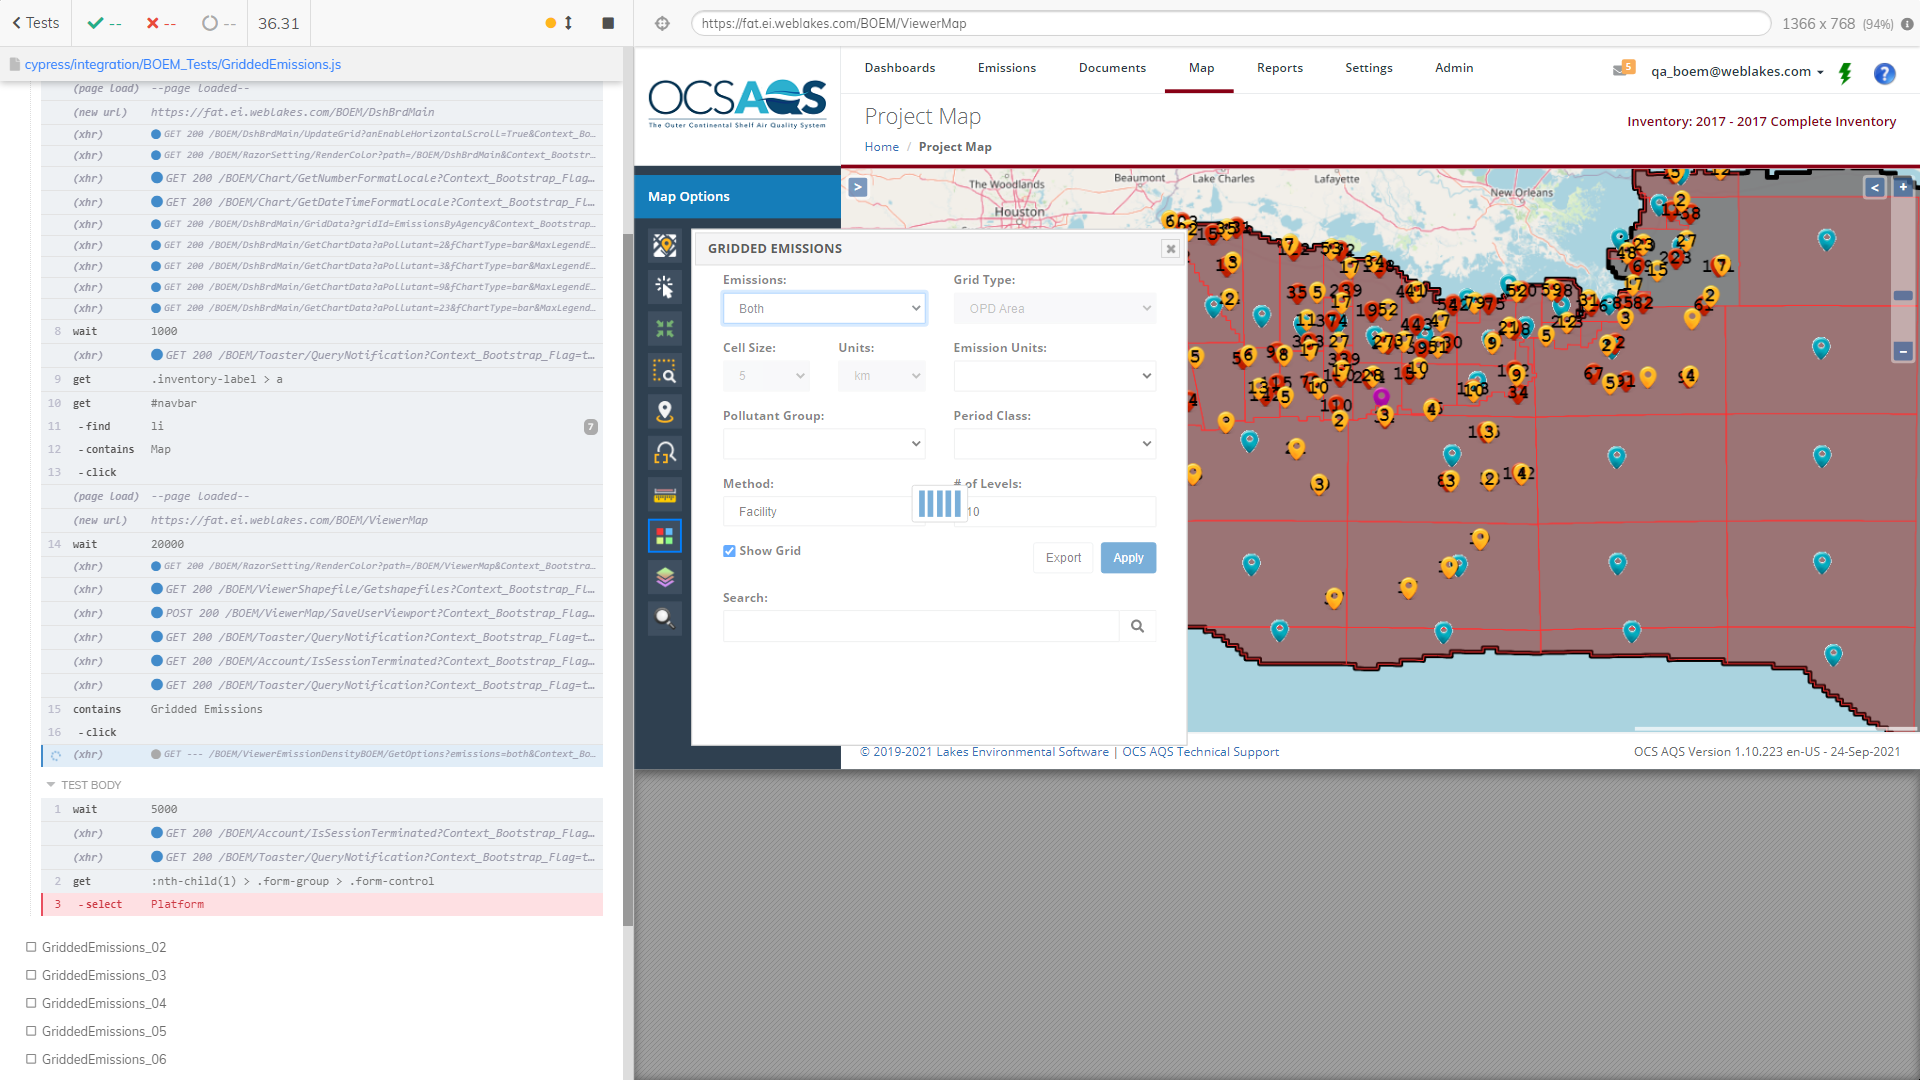 Tests
--
--
--
36.31
https://fat.ei.weblakes.com/BOEM/ViewerMap
1366 x 768 (94%)
cypress/integration/BOEM_Tests/GriddedEmissions.js
(page load) --page loaded--
(new url) https://fat.ei.weblakes.com/BOEM/DshBrdMain
(xhr) GET 200 /BOEM/DshBrdMain/UpdateGrid?anEnableHorizontalScroll=True&Context_Bo...
(xhr) GET 200 /BOEM/RazorSetting/RenderColor?path=/BOEM/DshBrdMain&Context_Bootstr...
(xhr) GET 200 /BOEM/Chart/GetNumberFormatLocale?Context_Bootstrap_Flag...
(xhr) GET 200 /BOEM/Chart/GetDateTimeFormatLocale?Context_Bootstrap_Fl...
(xhr) GET 200 /BOEM/DshBrdMain/GridData?gridId=EmissionsByAgency&Context_Bootstrap...
(xhr) GET 200 /BOEM/DshBrdMain/GetChartData?aPollutant=2&fChartType=bar&MaxLegendE...
(xhr) GET 200 /BOEM/DshBrdMain/GetChartData?aPollutant=3&fChartType=bar&MaxLegendE...
(xhr) GET 200 /BOEM/DshBrdMain/GetChartData?aPollutant=9&fChartType=bar&MaxLegendE...
(xhr) GET 200 /BOEM/DshBrdMain/GetChartData?aPollutant=23&fChartType=bar&MaxLegend...
8 wait 1000
(xhr) GET 200 /BOEM/Toaster/QueryNotification?Context_Bootstrap_Flag=t...
9 get .inventory-label > a
10 get #navbar
11 -find li 7
12 -contains Map
13 -click
(page load) --page loaded--
(new url) https://fat.ei.weblakes.com/BOEM/ViewerMap
14 wait 20000
(xhr) GET 200 /BOEM/RazorSetting/RenderColor?path=/BOEM/ViewerMap&Context_Bootstra...
(xhr) GET 200 /BOEM/ViewerShapefile/Getshapefiles?Context_Bootstrap_Fl...
(xhr) POST 200 /BOEM/ViewerMap/SaveUserViewport?Context_Bootstrap_Flag...
(xhr) GET 200 /BOEM/Toaster/QueryNotification?Context_Bootstrap_Flag=t...
(xhr) GET 200 /BOEM/Account/IsSessionTerminated?Context_Bootstrap_Flag...
(xhr) GET 200 /BOEM/Toaster/QueryNotification?Context_Bootstrap_Flag=t...
15 contains Gridded Emissions
16 -click
(xhr) GET --- /BOEM/ViewerEmissionDensityBOEM/GetOptions?emissions=both&Context_Bo...
TEST BODY
1 wait 5000
(xhr) GET 200 /BOEM/Account/IsSessionTerminated?Context_Bootstrap_Flag...
(xhr) GET 200 /BOEM/Toaster/QueryNotification?Context_Bootstrap_Flag=t...
2 get :nth-child(1) > .form-group > .form-control
3 -select Platform
GriddedEmissions_02
GriddedEmissions_03
GriddedEmissions_04
GriddedEmissions_05
GriddedEmissions_06
OCSAQS
The Outer Continental Shelf Air Quality System
Dashboards Emissions Documents Map Reports Settings Admin
5
qa_boem@weblakes.com
?
Project Map
Inventory: 2017 - 2017 Complete Inventory
Home / Project Map
Map Options
The Woodlands
Houston
Beaumont
Lake Charles
Lafayette
New Orleans
GRIDDED EMISSIONS
Emissions: Grid Type:
Both OPD Area
Cell Size: Units: Emission Units:
5 km
Pollutant Group: Period Class:
Method: # of Levels:
Facility 10
Show Grid Export Apply
Search:
© 2019-2021 Lakes Environmental Software | OCS AQS Technical Support
OCS AQS Version 1.10.223 en-US - 24-Sep-2021